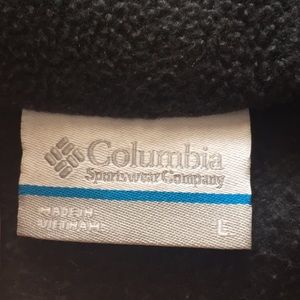 Columbia
Sportswear Company
MADE IN
VIETNAM
L